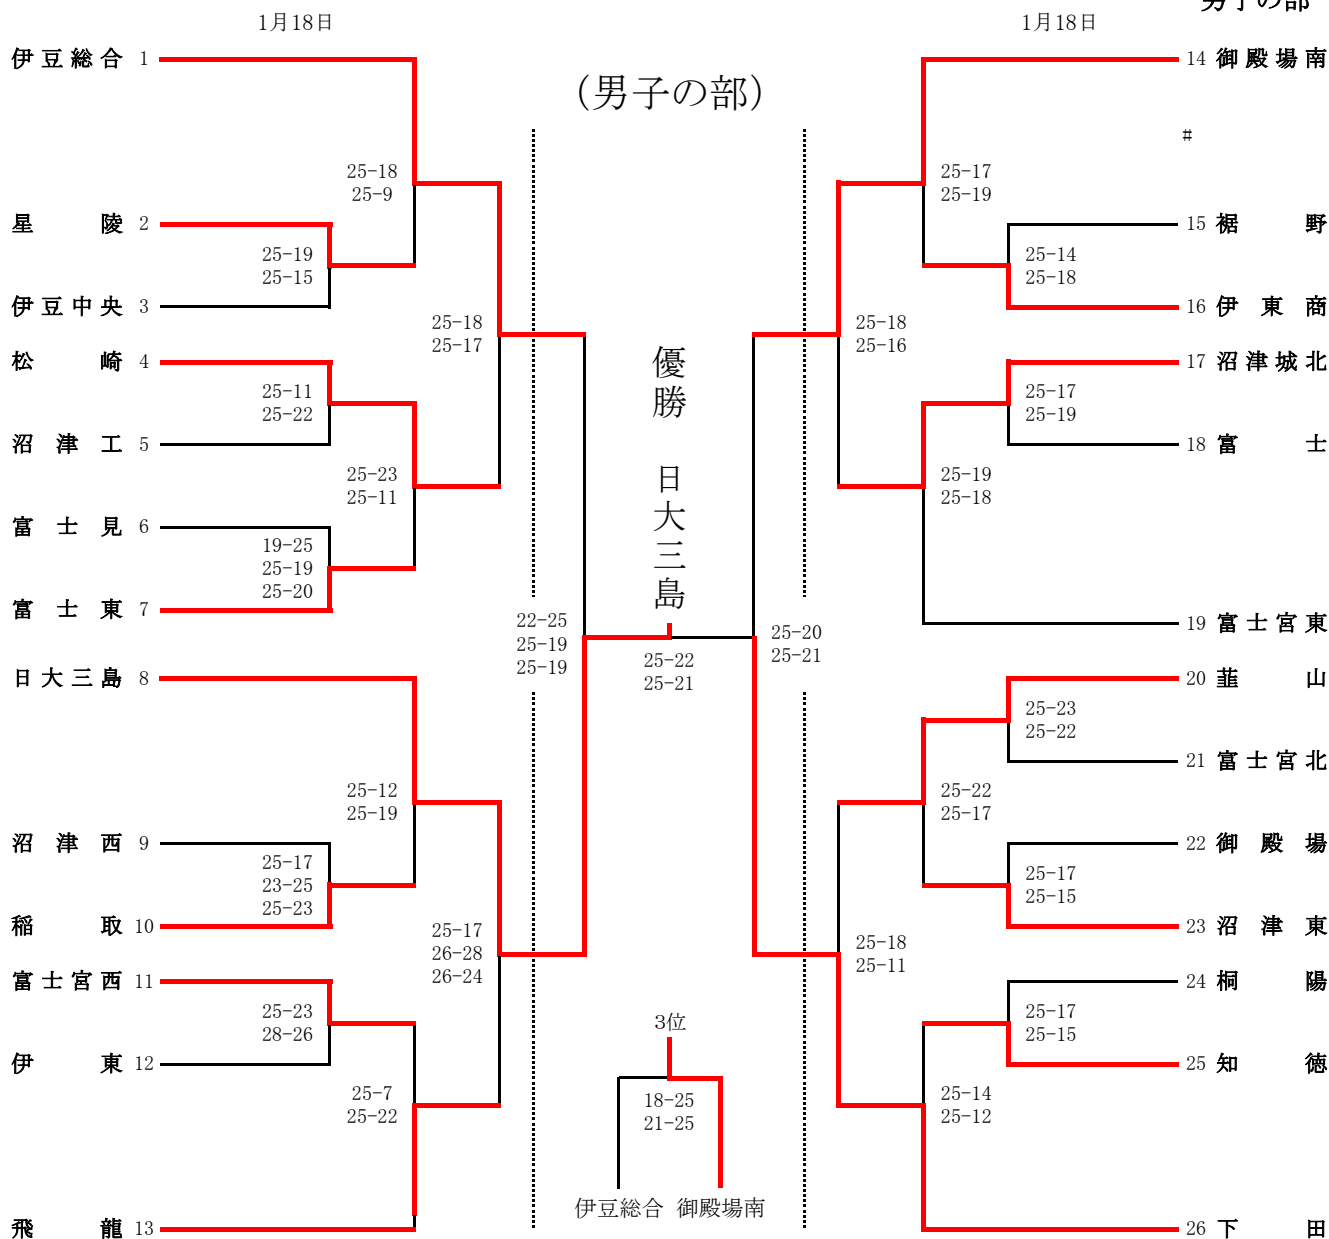 1月18日
1月18日
男子の部
(男子の部)
伊豆総合 1
25-18
25-9
星陵 2
25-19
25-15
伊豆中央 3
25-18
25-17
松崎 4
25-11
25-22
沼津工 5
25-23
25-11
富士見 6
19-25
25-19
25-20
富士東 7
22-25
25-19
25-19
日大三島 8
25-12
25-19
沼津西 9
25-17
23-25
25-23
稲取 10
25-17
26-28
26-24
富士宮西 11
25-23
28-26
伊東 12
25-7
25-22
飛龍 13
優勝 日大三島
25-22
25-21
3位
18-25
21-25
伊豆総合 御殿場南
14 御殿場南
#
25-17
25-19
15 裾野
25-14
25-18
16 伊東商
25-18
25-16
17 沼津城北
25-17
25-19
18 富士
25-19
25-18
19 富士宮東
25-20
25-21
20 韮山
25-23
25-22
21 富士宮北
25-22
25-17
22 御殿場
25-17
25-15
23 沼津東
25-18
25-11
24 桐陽
25-17
25-15
25 知徳
25-14
25-12
26 下田